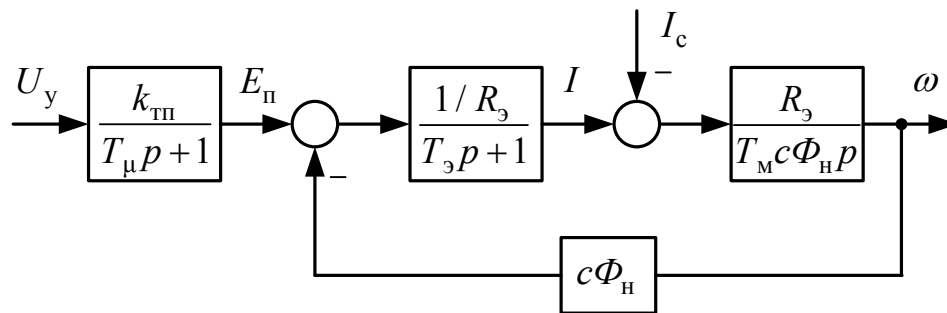 I_с
–
U_у
k_тп
T_μ p + 1
E_п
1 / R_э
T_э p + 1
I
R_э
T_м cΦ_н p
ω
–
cΦ_н